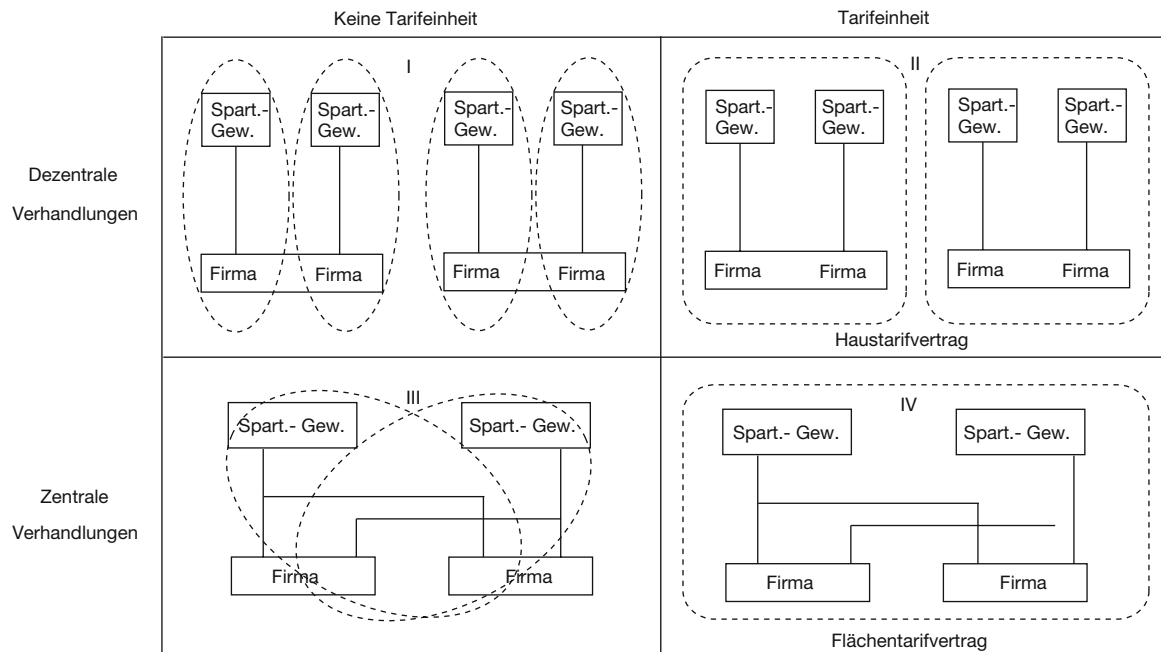 Keine Tarifeinheit
Tarifeinheit
Dezentrale
Verhandlungen
I
Spart.-
Gew.
Spart.-
Gew.
Spart.-
Gew.
Spart.-
Gew.
Firma
Firma
Firma
Firma
II
Spart.-
Gew.
Spart.-
Gew.
Spart.-
Gew.
Spart.-
Gew.
Firma
Firma
Firma
Firma
Haustarifvertrag
Zentrale
Verhandlungen
III
Spart.- Gew.
Spart.- Gew.
Firma
Firma
IV
Spart.- Gew.
Spart.- Gew.
Firma
Firma
Flächentarifvertrag